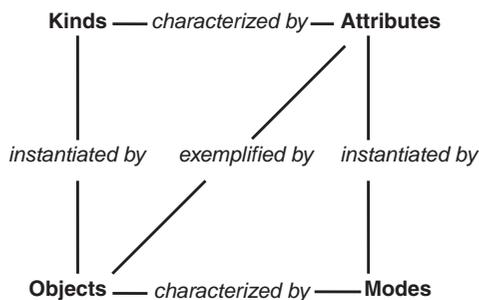 Kinds characterized by Attributes
instantiated by exemplified by instantiated by
Objects characterized by Modes